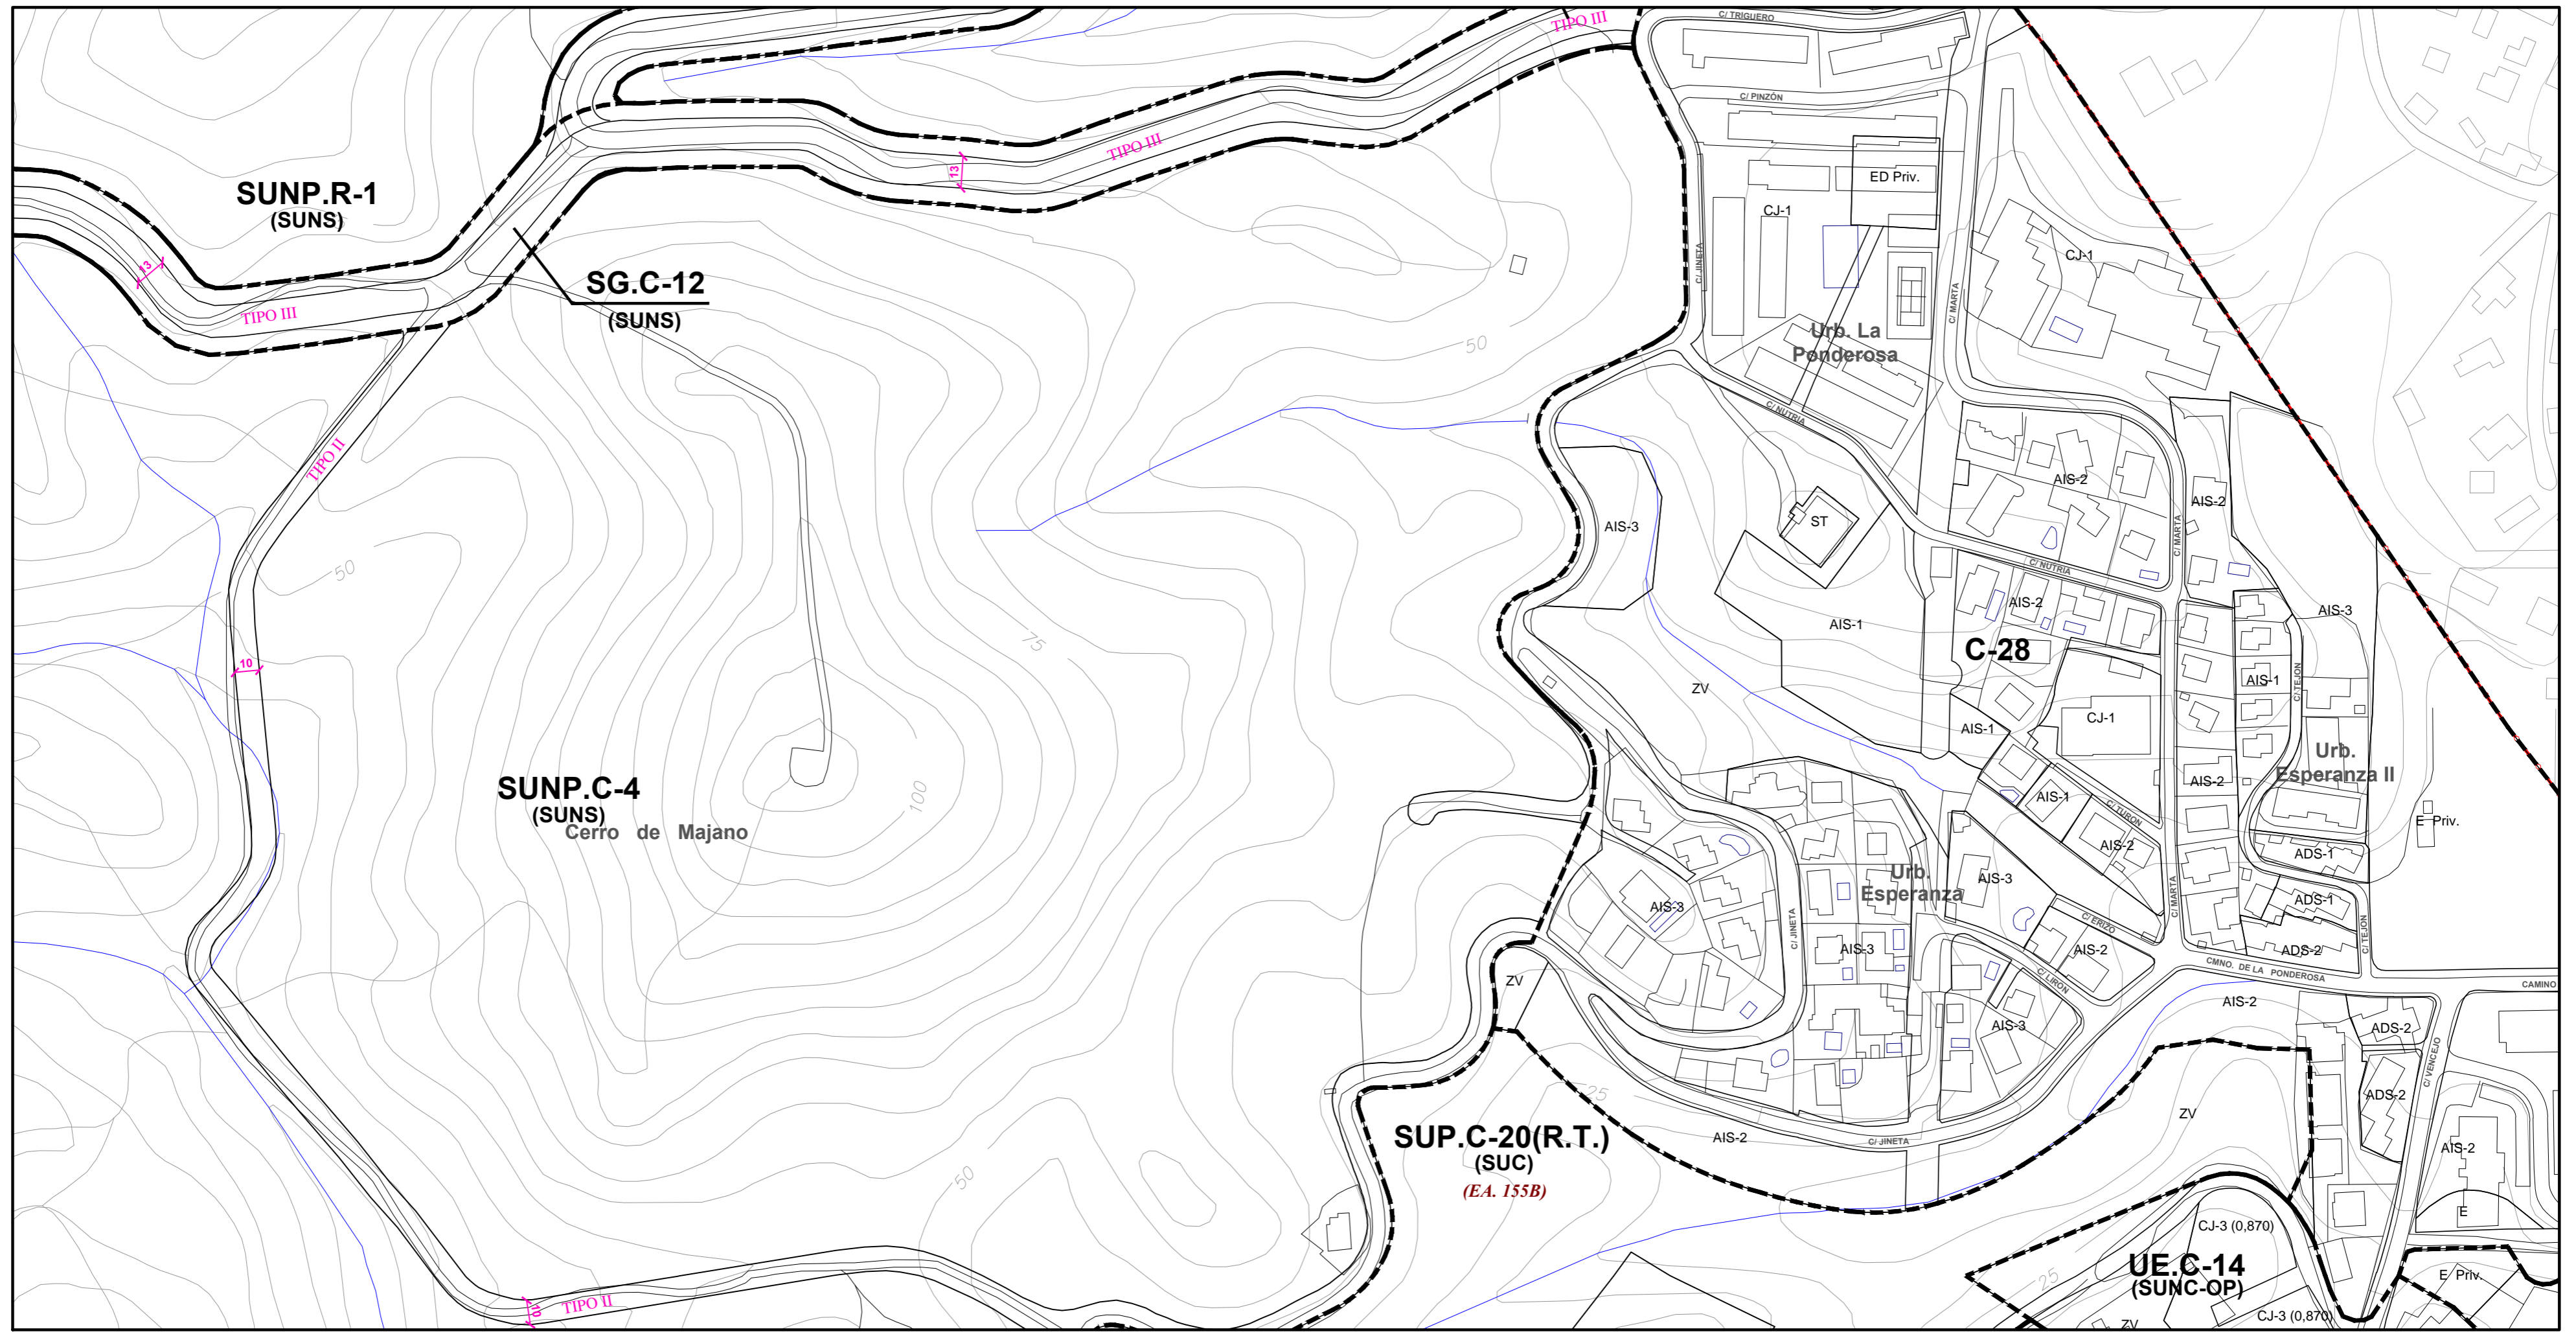 C/ TRIGUERO
TIPO III
C/ PINZÓN
TIPO III
13
ED Priv.
SUNP.R-1
(SUNS)
CJ-1
C/ JINETA
CJ-1
13
SG.C-12
(SUNS)
C/ MARTA
TIPO III
Urb. La
Ponderosa
50
C/ NUTRIA
TIPO II
AIS-2
AIS-2
AIS-3
ST
C/ MARTA
50
C/ NUTRIA
AIS-2
AIS-3
AIS-1
75
C-28
10
ZV
AIS-1
C/ TEJON
CJ-1
AIS-1
Urb.
Esperanza II
AIS-2
SUNP.C-4
(SUNS)
Cerro de Majano
100
AIS-1
C/ TURON
E Priv.
AIS-2
ADS-1
Urb.
Esperanza
AIS-3
AIS-3
C/ MARTA
ADS-1
C/ JINETA
C/ ERIZO
C/ TEJON
AIS-3
AIS-2
ADS-2
CMNO. DE LA PONDEROSA
ZV
C/ LIRON
CAMINO
AIS-2
AIS-3
ADS-2
C/ VENCEJO
25
ADS-2
ZV
SUP.C-20(R.T.)
(SUC)
(EA. 155B)
AIS-2
C/ JINETA
AIS-2
50
E
CJ-3 (0,870)
UE.C-14
(SUNC-OP)
25
E Priv.
10
TIPO II
CJ-3 (0,870)
ZV